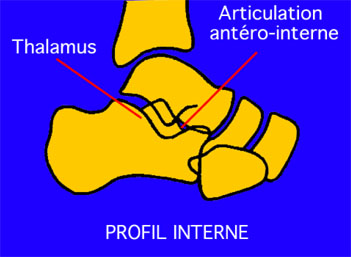 Articulation
Thalamus
antéro-interne
PROFIL INTERNE